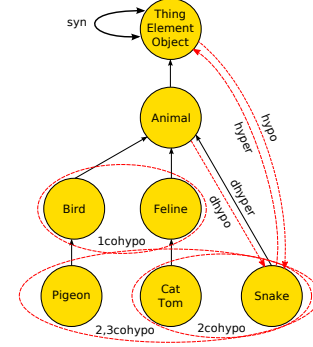 syn
Thing
Element
Object
hypo
hyper
Animal
dhyper
dhypo
Bird
Feline
1cohypo
Pigeon
Cat
Tom
Snake
2,3cohypo
2cohypo